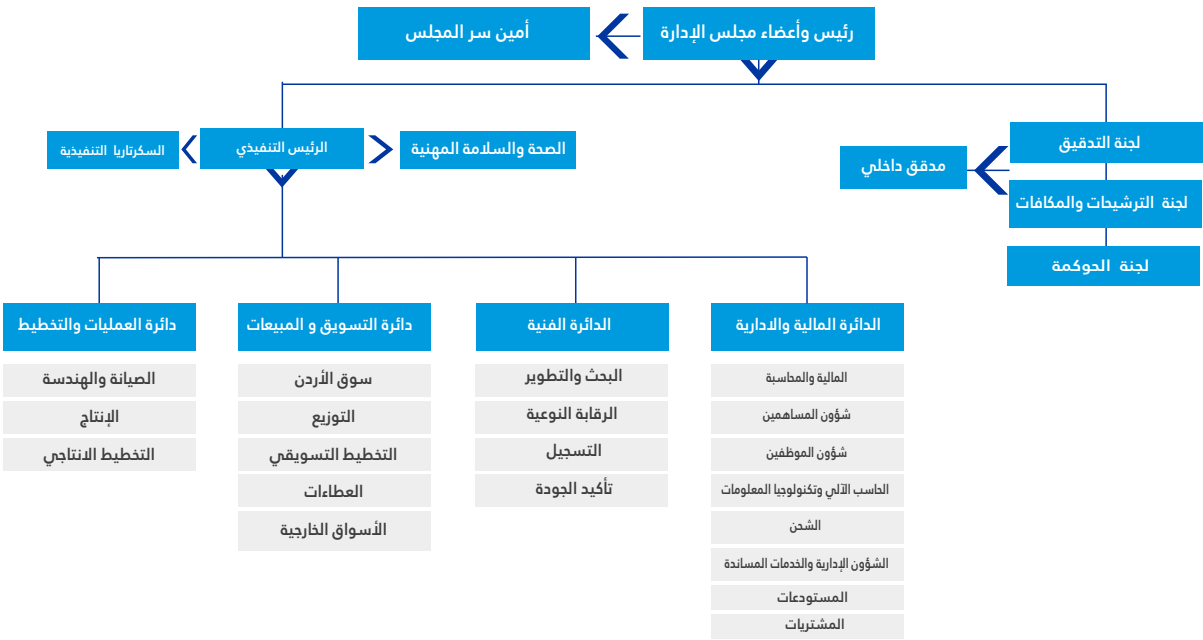 رئيس وأعضاء مجلس الإدارة
أمين سر المجلس
لجنة التدقيق
لجنة الترشيحات والمكافات
لجنة الحوكمة
مدقق داخلي
الصحة والسلامة المهنية
الرئيس التنفيذي
السكرتاريا التنفيذية
الدائرة المالية والادارية
المالية والمحاسبة
شؤون المساهمين
شؤون الموظفين
الحاسب الآلي وتكنولوجيا المعلومات
الشحن
الشؤون الإدارية والخدمات المساندة
المستودعات
المشتريات
الدائرة الفنية
البحث والتطوير
الرقابة النوعية
التسجيل
تأكيد الجودة
دائرة التسويق و المبيعات
سوق الأردن
التوزيع
التخطيط التسويقي
العطاءات
الأسواق الخارجية
دائرة العمليات والتخطيط
الصيانة والهندسة
الإنتاج
التخطيط الانتاجي